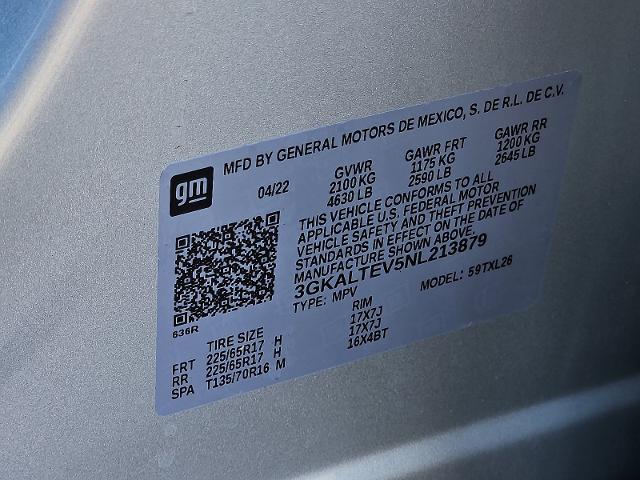 MFD BY GENERAL MOTORS DE MEXICO, S. DE R.L. DE C.V.
gm
04/22
GVWR
2100 KG
4630 LB
GAWR FRT
1175 KG
2590 LB
GAWR RR
1200 KG
2645 LB
THIS VEHICLE CONFORMS TO ALL
APPLICABLE U.S. FEDERAL MOTOR
VEHICLE SAFETY AND THEFT PREVENTION
STANDARDS IN EFFECT ON THE DATE OF
MANUFACTURE SHOWN ABOVE.
3GKALTEV5NL213879
TYPE: MPV
MODEL: 59TXL26
636R
TIRE SIZE
RIM
FRT 225/65R17 H 17X7J
RR 225/65R17 H 17X7J
SPA T135/70R16 M 16X4BT